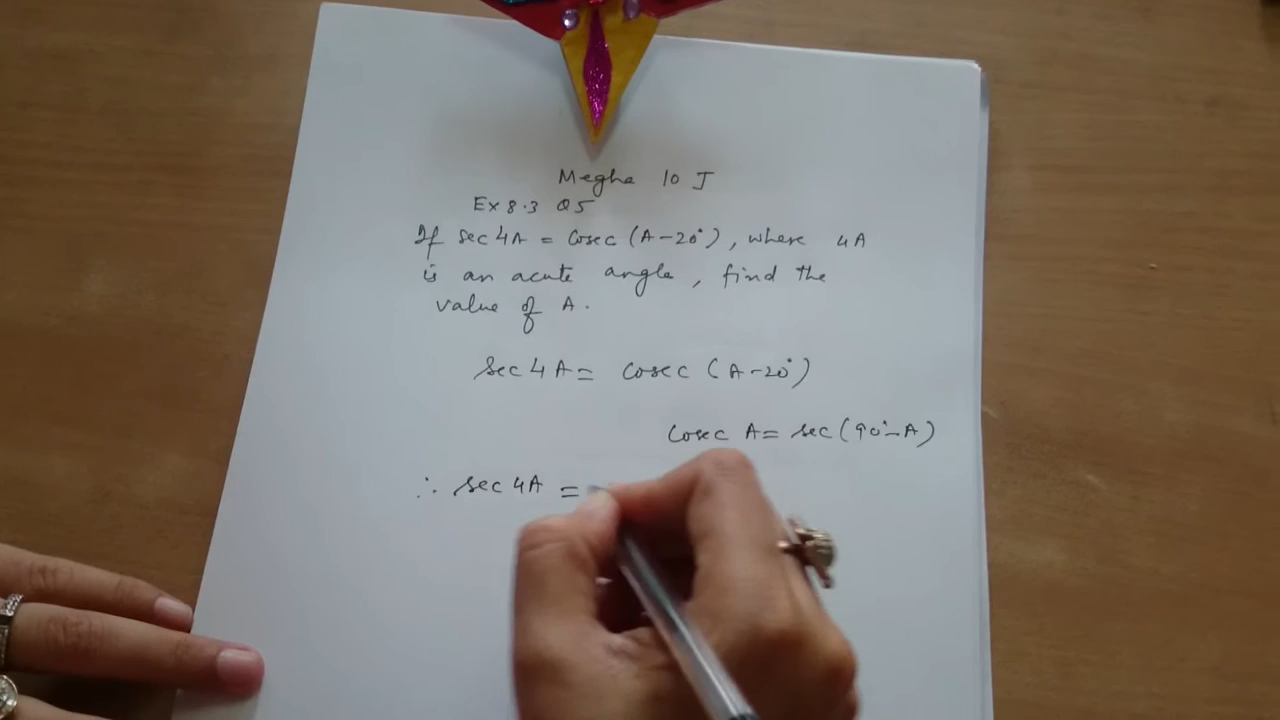 Megha 10 J
Ex 8.3 Q5
If sec 4A = Cosec (A-20°), where 4A
is an acute angle, find the
value of A.
Sec 4A = Cosec (A-20°)
Cosec A = sec (90°-A)
∴ sec 4A =